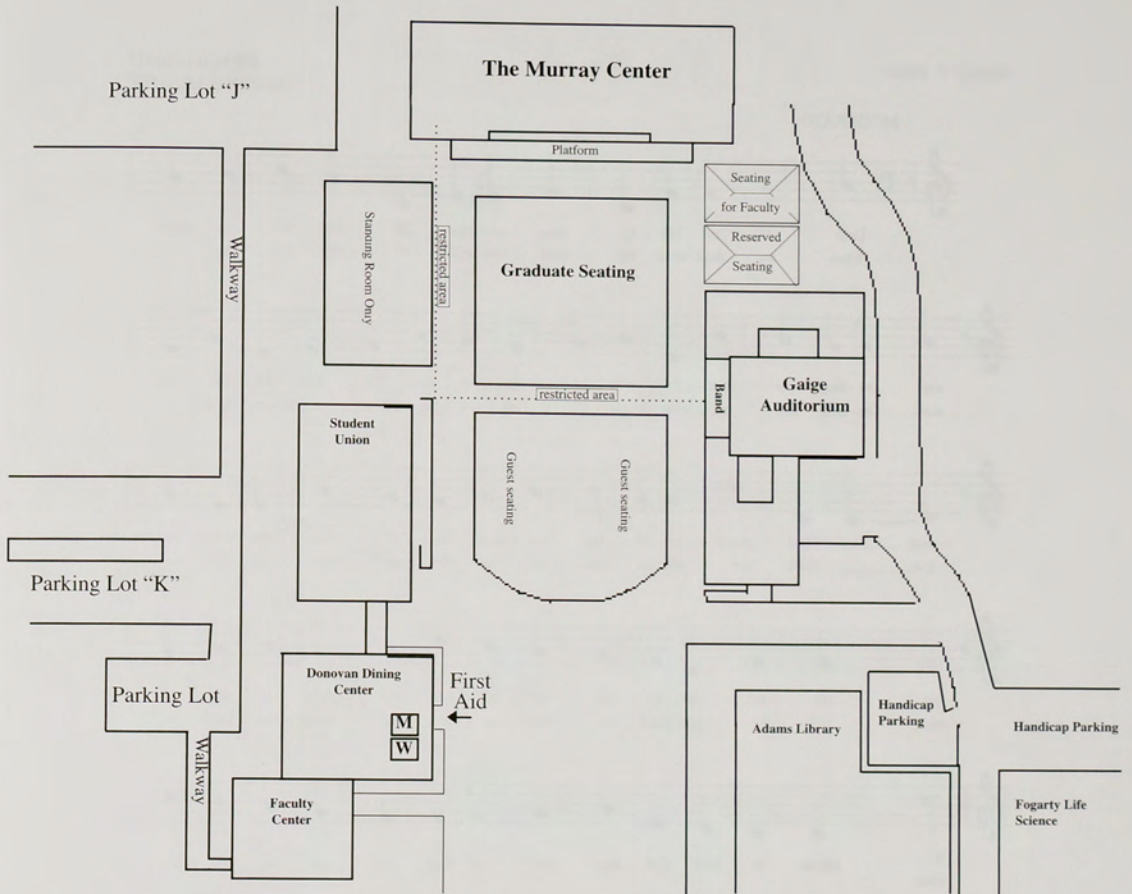 The Murray Center
Parking Lot “J”
Platform
Seating
for Faculty
Reserved
Seating
Standing Room Only
restricted area
Walkway
Graduate Seating
restricted area
Band
Gaige
Auditorium
Student
Union
Guest seating
Guest seating
Parking Lot “K”
Parking Lot
Donovan Dining
Center
First
Aid
M
W
Walkway
Faculty
Center
Adams Library
Handicap
Parking
Handicap Parking
Fogarty Life
Science